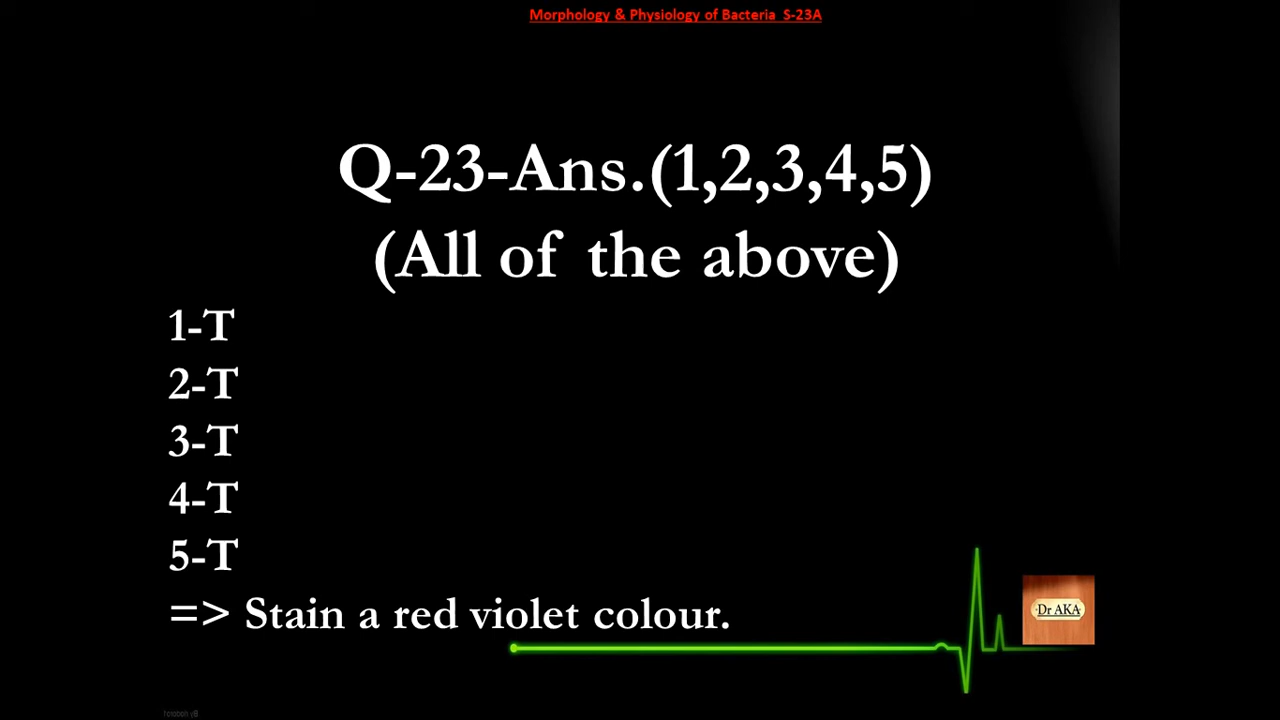 Morphology & Physiology of Bacteria S-23A
Q-23-Ans.(1,2,3,4,5)
(All of the above)
1-T
2-T
3-T
4-T
5-T
=> Stain a red violet colour.
Dr AKA